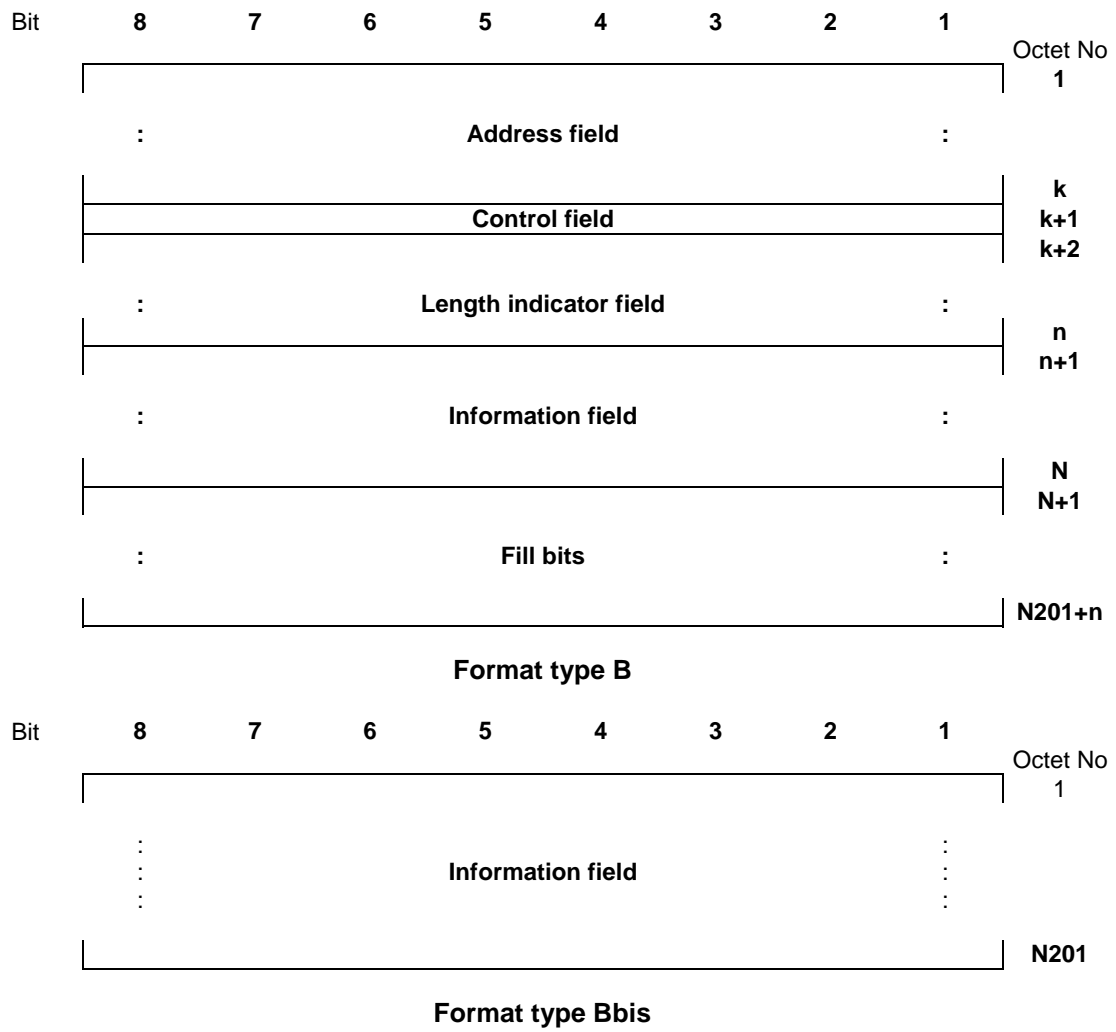 Bit 8 7 6 5 4 3 2 1
Octet No
1
: Address field :
k
Control field k+1
k+2
: Length indicator field :
n
n+1
: Information field :
N
N+1
: Fill bits :
N201+n
Format type B
Bit 8 7 6 5 4 3 2 1
Octet No
1
: :
: Information field :
: :
N201
Format type Bbis